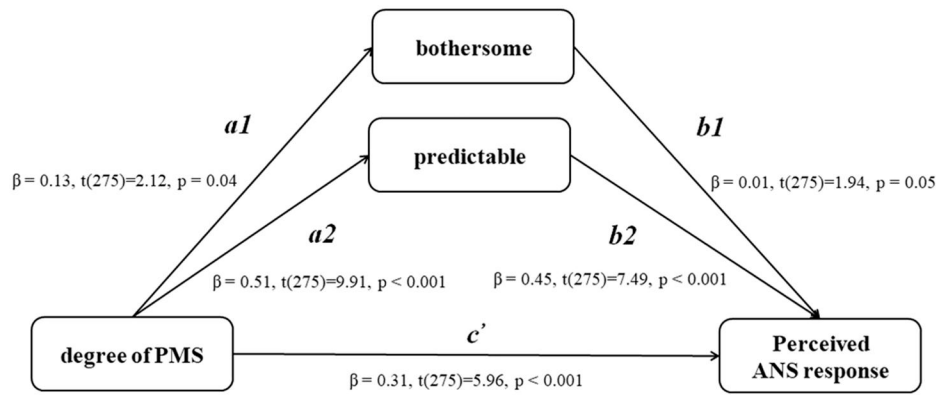 bothersome
a1
b1
β = 0.13, t(275)=2.12, p = 0.04
β = 0.01, t(275)=1.94, p = 0.05
predictable
a2
b2
β = 0.51, t(275)=9.91, p < 0.001
β = 0.45, t(275)=7.49, p < 0.001
degree of PMS
c’
β = 0.31, t(275)=5.96, p < 0.001
Perceived
ANS response